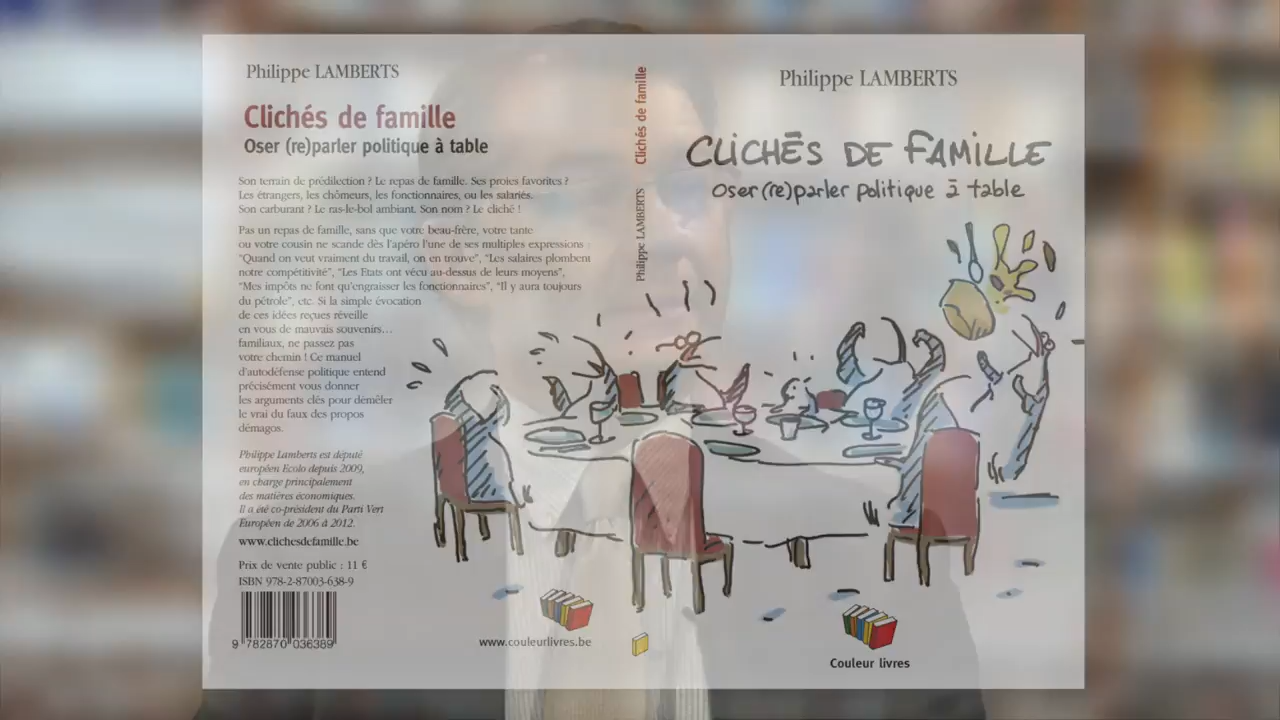 Philippe LAMBERTS
Clichés de famille
Oser (re)parler politique à table
Son terrain de prédilection ? Le repas de famille. Ses proies favorites ?
Les étrangers, les chômeurs, les fonctionnaires, ou les salariés.
Son carburant ? Le ras-le-bol ambiant. Son nom ? Le cliché !
Pas un repas de famille, sans que votre beau-frère, votre tante
ou votre cousin ne scande dès l'apéro l'une de ses multiples expressions :
"Quand on veut vraiment du travail, on en trouve", "Les salaires plombent
notre compétitivité", "Les Etats ont vécu au-dessus de leurs moyens",
"Mes impôts ne font qu'engraisser les fonctionnaires", "Il y aura toujours
du pétrole", etc. Si la simple évocation
de ces idées reçues réveille
en vous de mauvais souvenirs...
familiaux, ne passez pas
votre chemin ! Ce manuel
d'autodéfense politique entend
précisément vous donner
les arguments clés pour démêler
le vrai du faux des propos
démagos.
Philippe Lamberts est député
européen Ecolo depuis 2009,
en charge principalement
des matières économiques.
Il a été co-président du Parti Vert
Européen de 2006 à 2012.
www.clichesdefamille.be
Prix de vente public : 11 €
ISBN 978-2-87003-638-9
9 782870 036389
www.couleurlivres.be
Clichés de famille
Philippe LAMBERTS
Philippe LAMBERTS
CLICHÉS DE FAMILLE
Oser (re)parler politique à table
Couleur livres